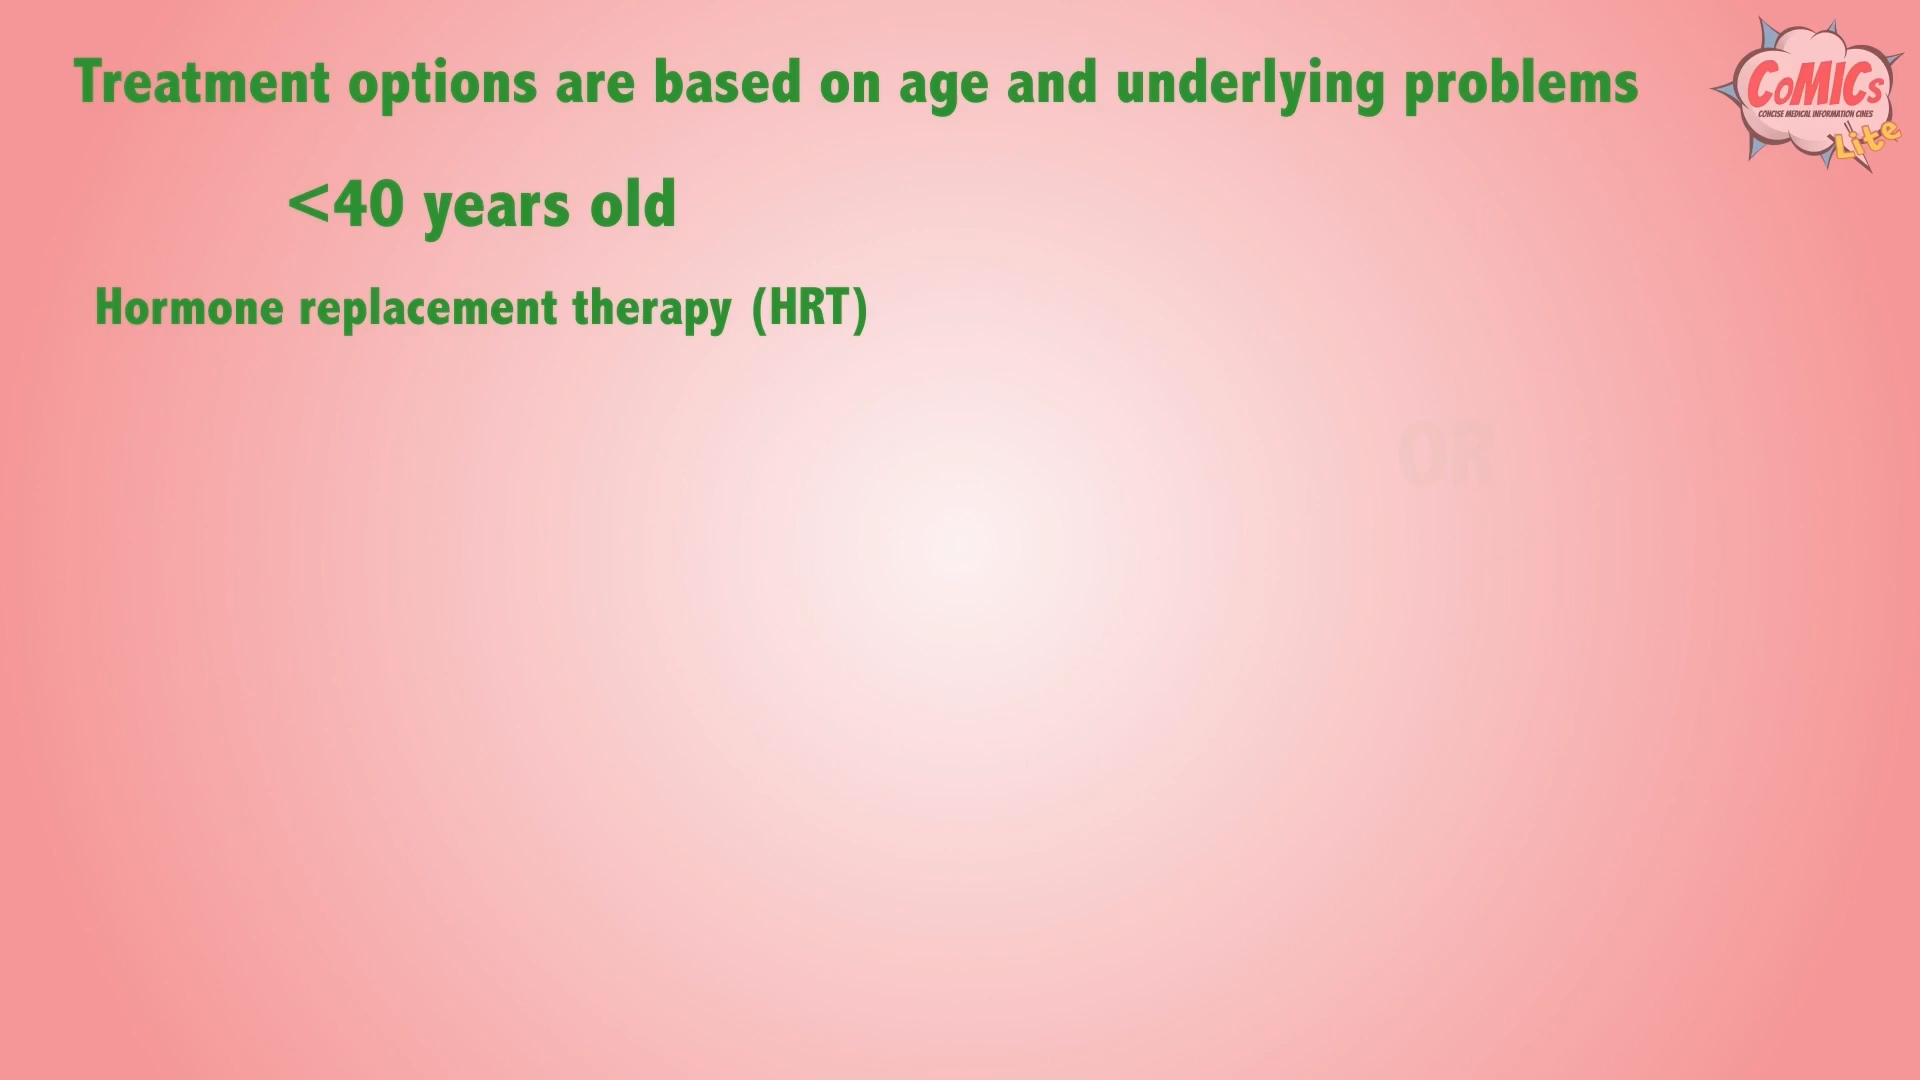 Treatment options are based on age and underlying problems
CoMICs
CONCISE MEDICAL INFORMATION CINES
Lite
<40 years old
Hormone replacement therapy (HRT)
OR